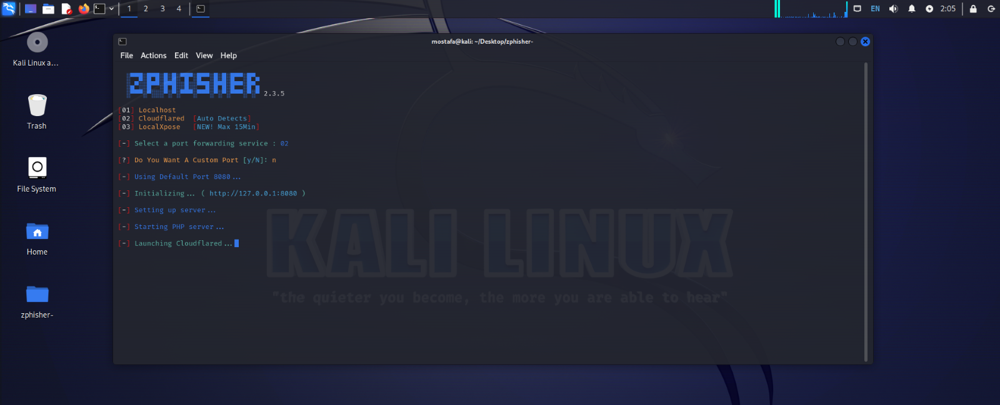 1 2 3 4
EN 2:05
Kali Linux a...
Trash
File System
Home
zphisher-
mostafa@kali: ~/Desktop/zphisher-
File Actions Edit View Help
ZPHISHER 2.3.5
[01] Localhost
[02] Cloudflared [Auto Detects]
[03] LocalXpose [NEW! Max 15Min]
[-] Select a port forwarding service : 02
[?] Do You Want A Custom Port [y/N]: n
[-] Using Default Port 8080...
[-] Initializing... ( http://127.0.0.1:8080 )
[-] Setting up server...
[-] Starting PHP server...
[-] Launching Cloudflared...
KALI LINUX
"the quieter you become, the more you are able to hear"